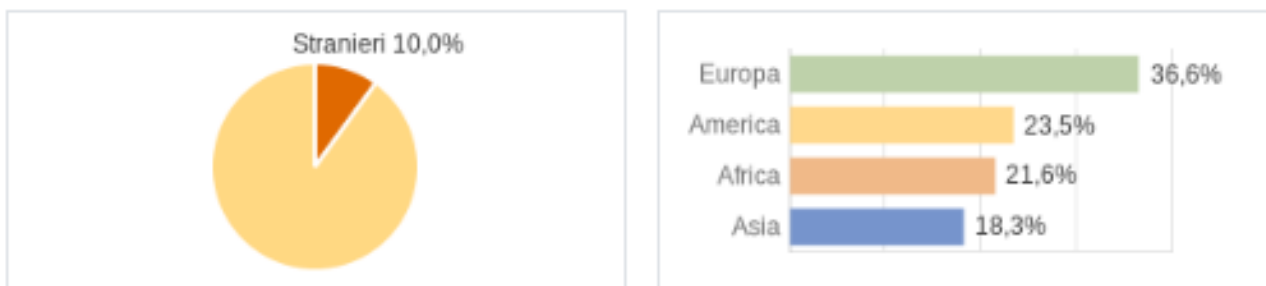 Stranieri 10,0%
Europa 36,6%
America 23,5%
Africa 21,6%
Asia 18,3%